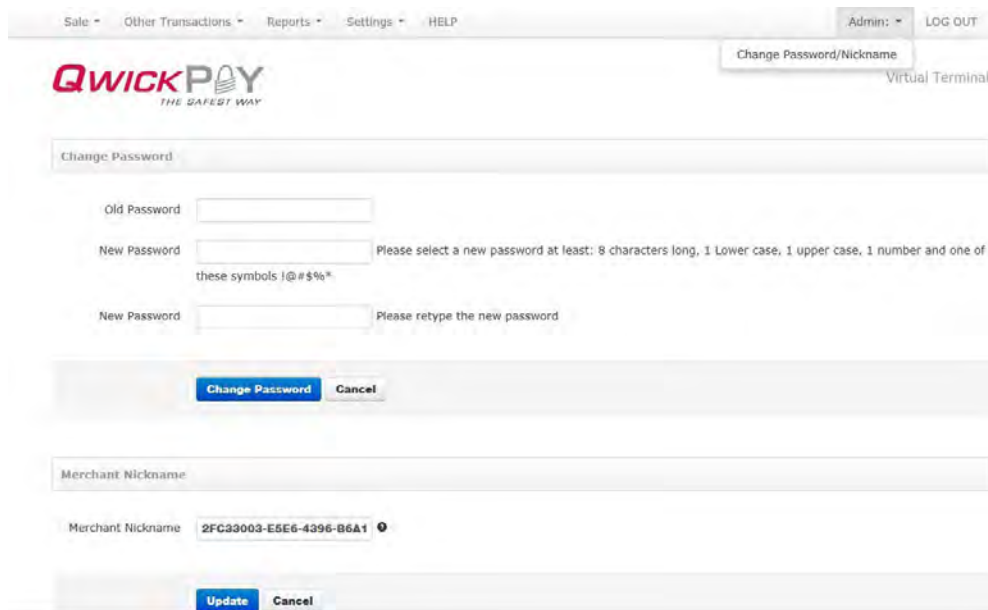 Sale Other Transactions Reports Settings HELP Admin: LOG OUT
Change Password/Nickname
QWICKPAY
THE SAFEST WAY
Virtual Terminal
Change Password
Old Password
New Password Please select a new password at least: 8 characters long, 1 Lower case, 1 upper case, 1 number and one of
these symbols !@#$%*
New Password Please retype the new password
Change Password Cancel
Merchant Nickname
Merchant Nickname 2FC33003-E5E6-4396-B6A1 ?
Update Cancel